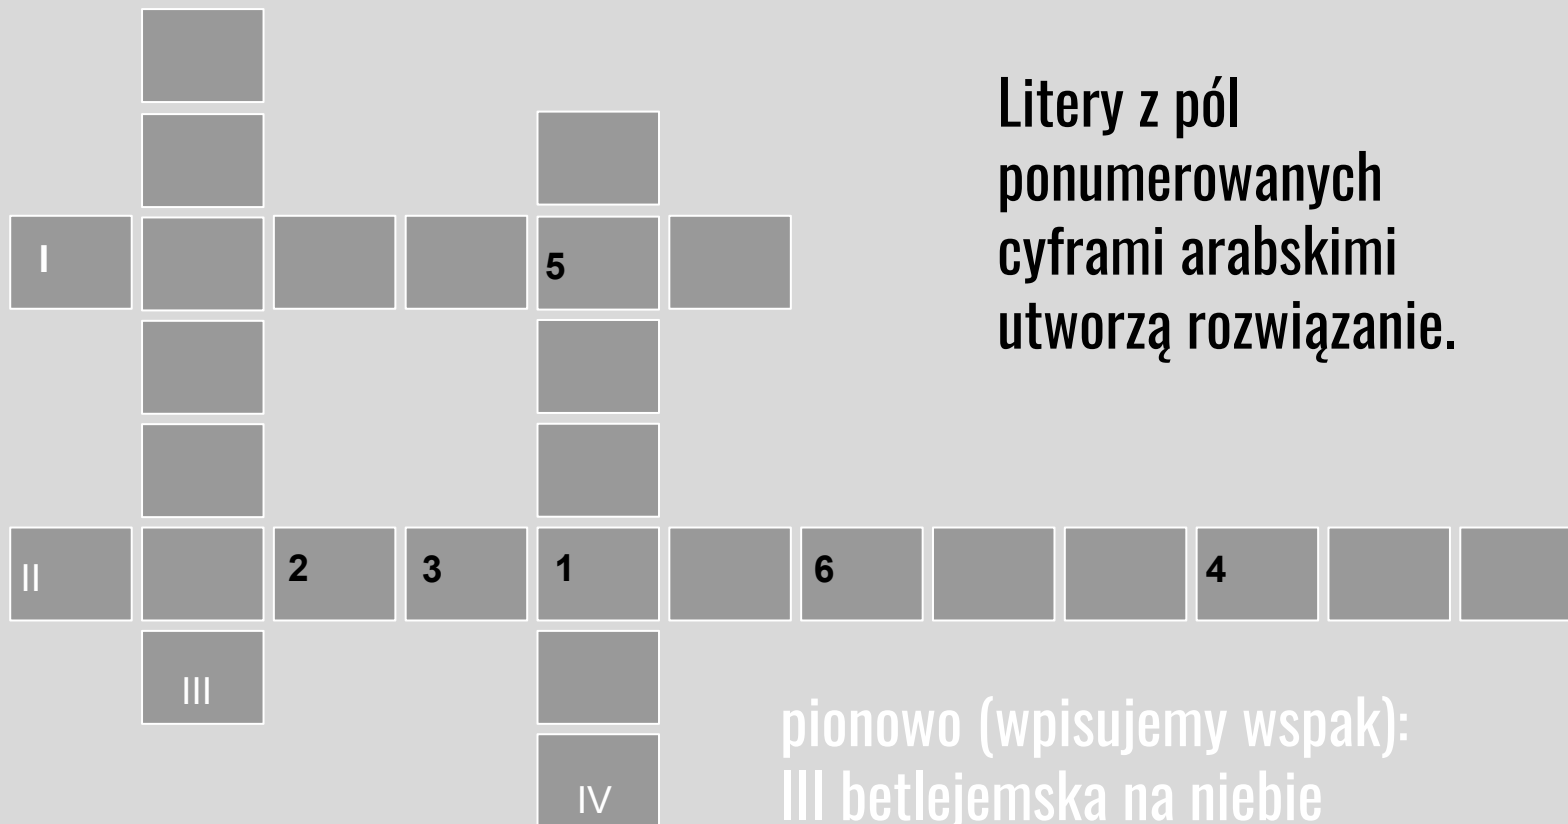 Litery z pól
ponumerowanych
cyframi arabskimi
utworzą rozwiązanie.
I
5
II
2
3
1
6
4
III
IV
pionowo (wpisujemy wspak):
III betlejemska na niebie